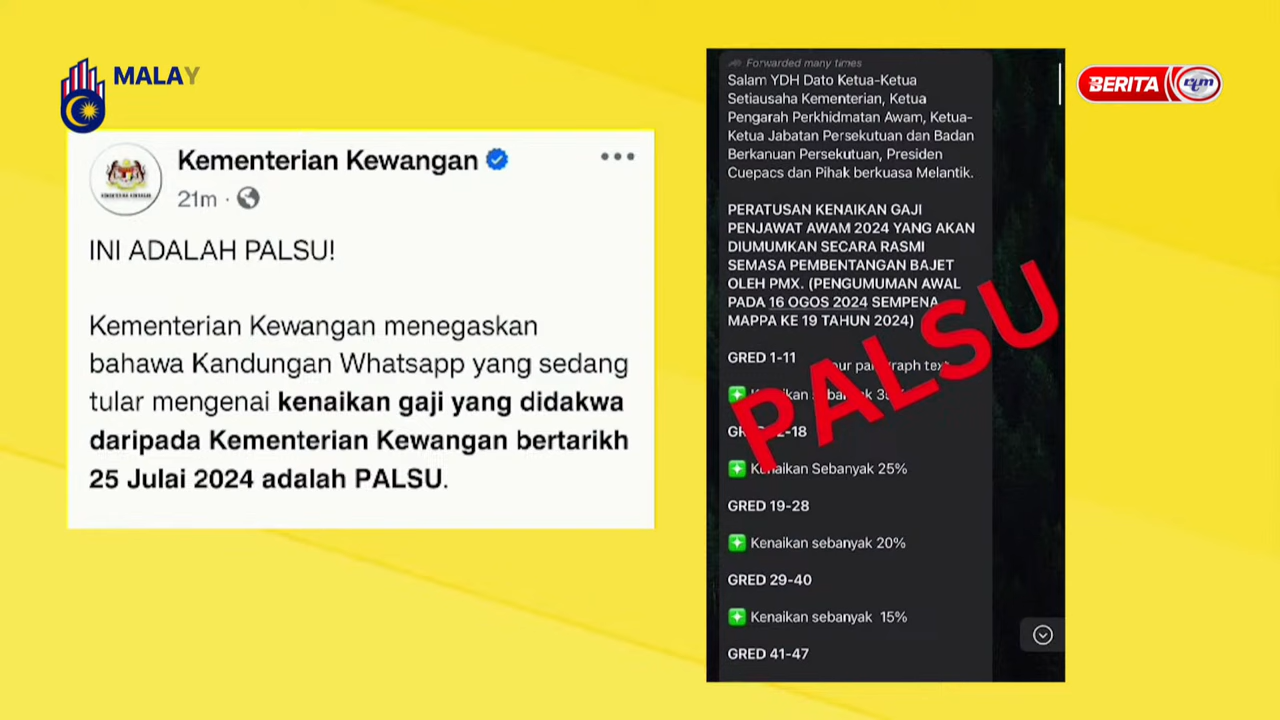 MALAY
BERITA
Kementerian Kewangan
21m ·
INI ADALAH PALSU!
Kementerian Kewangan menegaskan
bahawa Kandungan Whatsapp yang sedang
tular mengenai kenaikan gaji yang didakwa
daripada Kementerian Kewangan bertarikh
25 Julai 2024 adalah PALSU.
Forwarded many times
Salam YDH Dato Ketua-Ketua
Setiausaha Kementerian, Ketua
Pengarah Perkhidmatan Awam, Ketua-
Ketua Jabatan Persekutuan dan Badan
Berkanuan Persekutuan, Presiden
Cuepacs dan Pihak berkuasa Melantik.
PERATUSAN KENAIKAN GAJI
PENJAWAT AWAM 2024 YANG AKAN
DIUMUMKAN SECARA RASMI
SEMASA PEMBENTANGAN BAJET
OLEH PMX. (PENGUMUMAN AWAL
PADA 16 OGOS 2024 SEMPENA
MAPPA KE 19 TAHUN 2024)
GRED 1-11
paragraph text
Kenaikan
PALSU
Kenaikan Sebanyak 25%
GRED 19-28
Kenaikan sebanyak 20%
GRED 29-40
Kenaikan sebanyak 15%
GRED 41-47